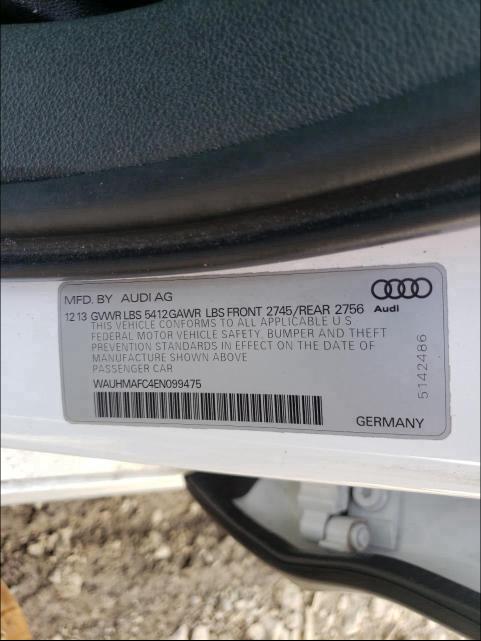 MFD. BY AUDI AG
Audi
12 13 GVWR LBS 5412GAWR LBS FRONT 2745/REAR 2756
THIS VEHICLE CONFORMS TO ALL APPLICABLE U S
FEDERAL MOTOR VEHICLE SAFETY, BUMPER AND THEFT
PREVENTION STANDARDS IN EFFECT ON THE DATE OF
MANUFACTURE SHOWN ABOVE
PASSENGER CAR
WAUHMAFC4EN099475
GERMANY
5142486